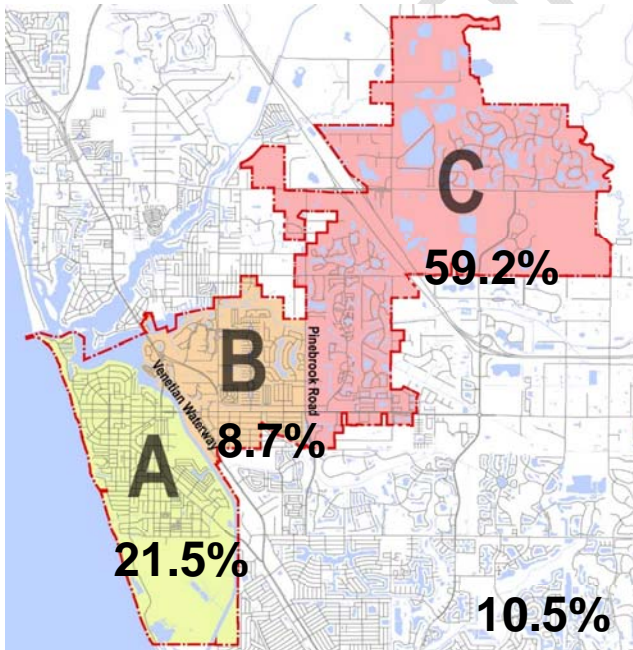 C
59.2%
Pinebrook Road
B
Venetian Waterway
8.7%
A
21.5%
10.5%